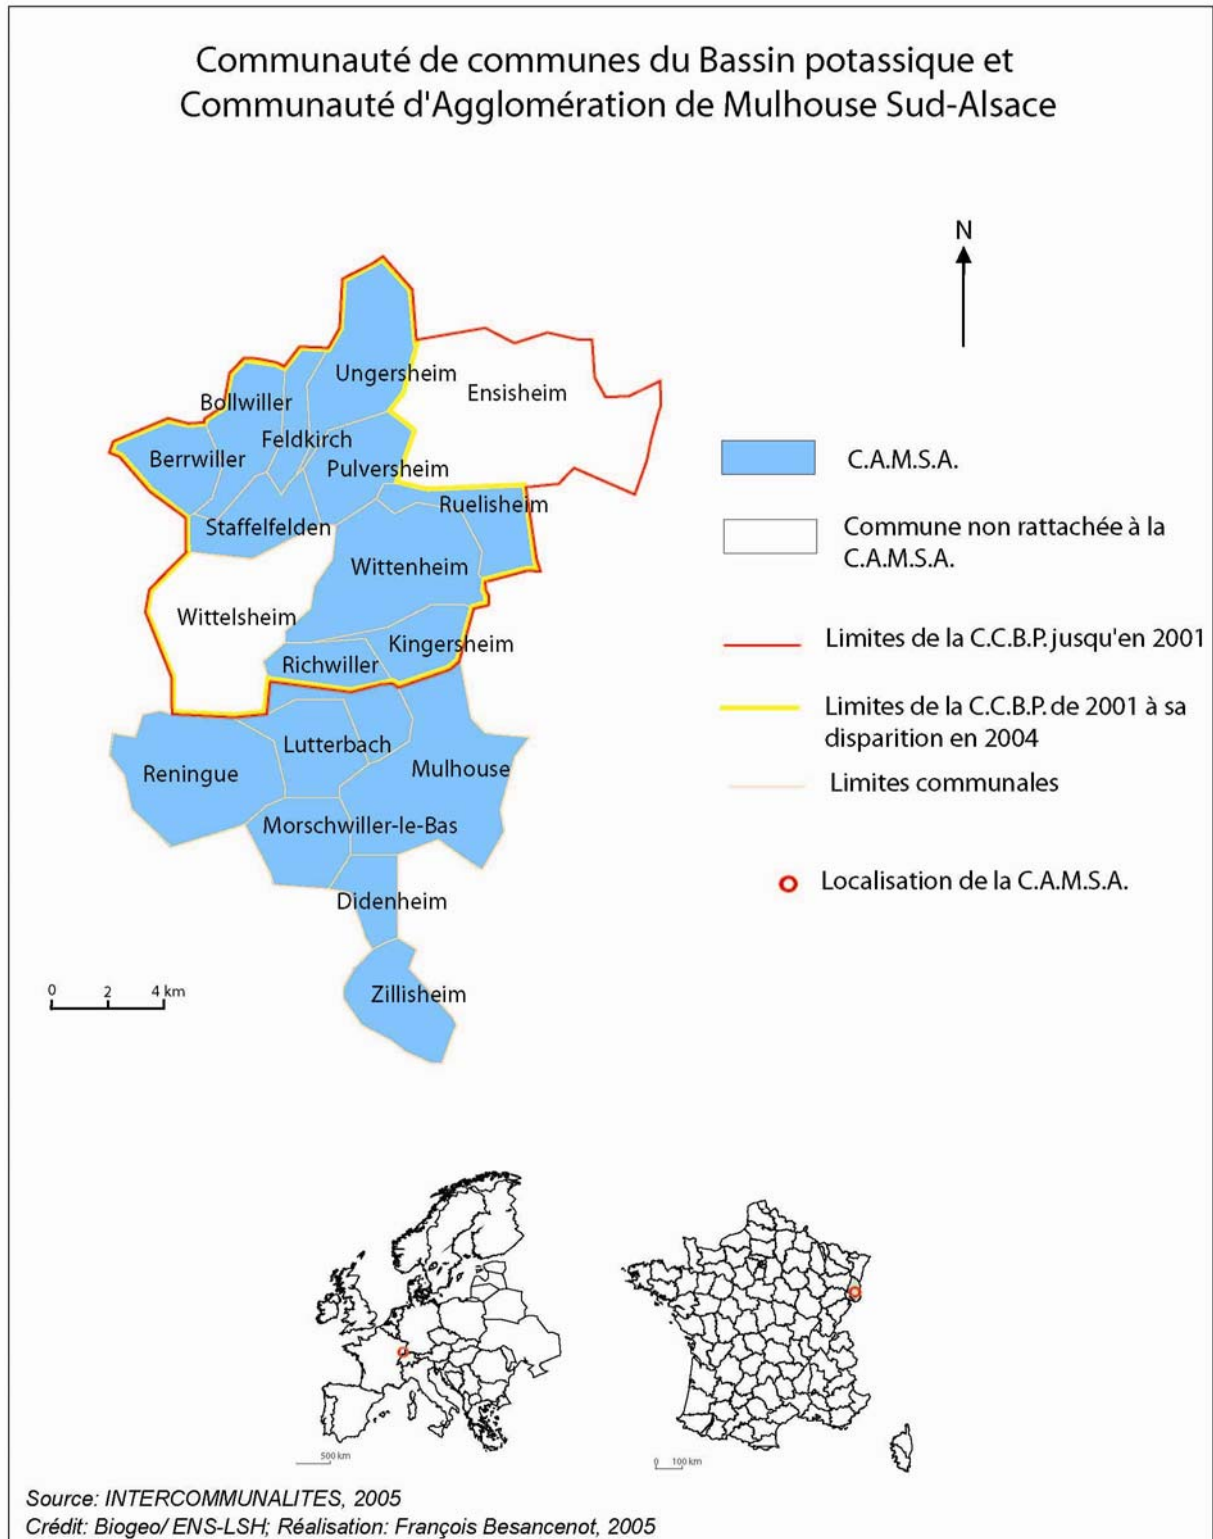 Communauté de communes du Bassin potassique et
Communauté d'Agglomération de Mulhouse Sud-Alsace
N
Ungersheim
Ensisheim
Bollwiller
Feldkirch
Berrwiller
Pulversheim
Ruelisheim
Staffelfelden
Wittenheim
Wittelsheim
Kingersheim
Richwiller
Lutterbach
Reningue
Mulhouse
Morschwiller-le-Bas
Didenheim
Zillisheim
0 2 4 km
C.A.M.S.A.
Commune non rattachée à la
C.A.M.S.A.
Limites de la C.C.B.P. jusqu'en 2001
Limites de la C.C.B.P. de 2001 à sa
disparition en 2004
Limites communales
Localisation de la C.A.M.S.A.
500 km
0 100 km
Source: INTERCOMMUNALITES, 2005
Crédit: Biogeo/ ENS-LSH; Réalisation: François Besancenot, 2005